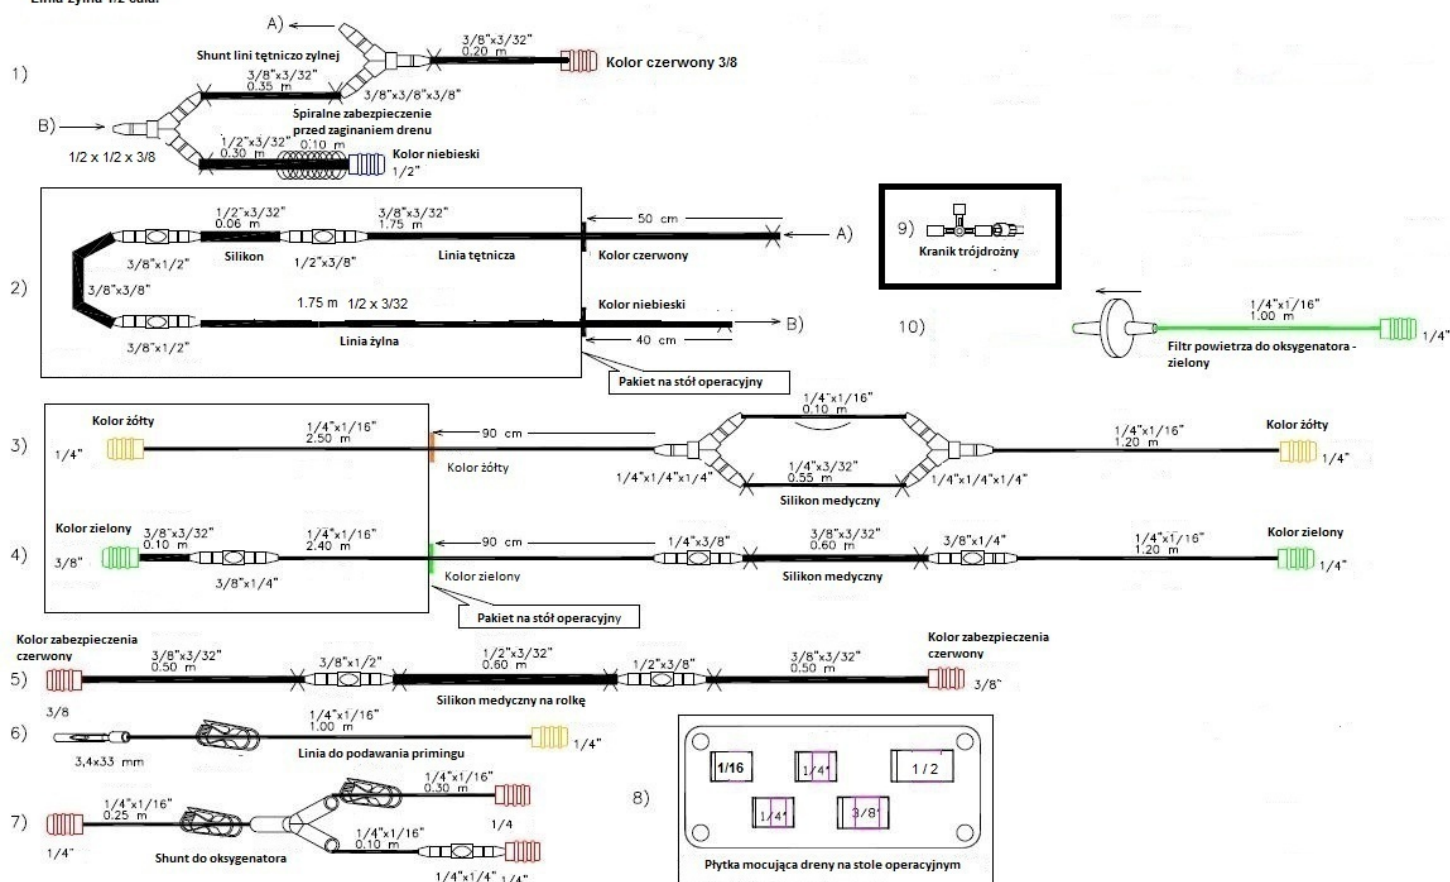 Linia żylna 1/2 cala.
1)
A)
Shunt lini tętniczo zylnej
3/8"x3/32"
0.20 m
Kolor czerwony 3/8
3/8"x3/32"
0.35 m
3/8"x3/8"x3/8"
B)
Spiralne zabezpieczenie
przed zaginaniem drenu
1/2 x 1/2 x 3/8
1/2"x3/32"
0.30 m
0.10 m
Kolor niebieski
1/2"
2)
1/2"x3/32"
0.06 m
3/8"x3/32"
1.75 m
50 cm
A)
3/8"x1/2"
Silikon
1/2"x3/8"
Linia tętnicza
Kolor czerwony
3/8"x3/8"
1.75 m 1/2 x 3/32
Kolor niebieski
B)
3/8"x1/2"
Linia żylna
40 cm
Pakiet na stół operacyjny
9)
Kranik trójdrożny
10)
1/4"x1/16"
1.00 m
1/4"
Filtr powietrza do oksygenatora -
zielony
3)
Kolor żółty
1/4"
1/4"x1/16"
2.50 m
90 cm
Kolor żółty
1/4"x1/16"
0.10 m
1/4"x1/4"x1/4"
1/4"x3/32"
0.55 m
Silikon medyczny
1/4"x1/4"x1/4"
1/4"x1/16"
1.20 m
Kolor żółty
1/4"
4)
Kolor zielony
3/8"
3/8"x3/32"
0.10 m
3/8"x1/4"
1/4"x1/16"
2.40 m
90 cm
Kolor zielony
1/4"x3/8"
3/8"x3/32"
0.60 m
Silikon medyczny
3/8"x1/4"
1/4"x1/16"
1.20 m
Kolor zielony
1/4"
Pakiet na stół operacyjny
5)
Kolor zabezpieczenia
czerwony
3/8
3/8"x3/32"
0.50 m
3/8"x1/2"
1/2"x3/32"
0.60 m
Silikon medyczny na rolkę
1/2"x3/8"
3/8"x3/32"
0.50 m
Kolor zabezpieczenia
czerwony
3/8"
6)
3,4x33 mm
1/4"x1/16"
1.00 m
Linia do podawania primingu
1/4"
7)
1/4"
1/4"x1/16"
0.25 m
Shunt do oksygenatora
1/4"x1/16"
0.30 m
1/4
1/4"x1/16"
0.10 m
1/4"x1/4"
1/4"
8)
1/16
1/4"
1/2
1/4"
3/8"
Płytka mocująca dreny na stole operacyjnym